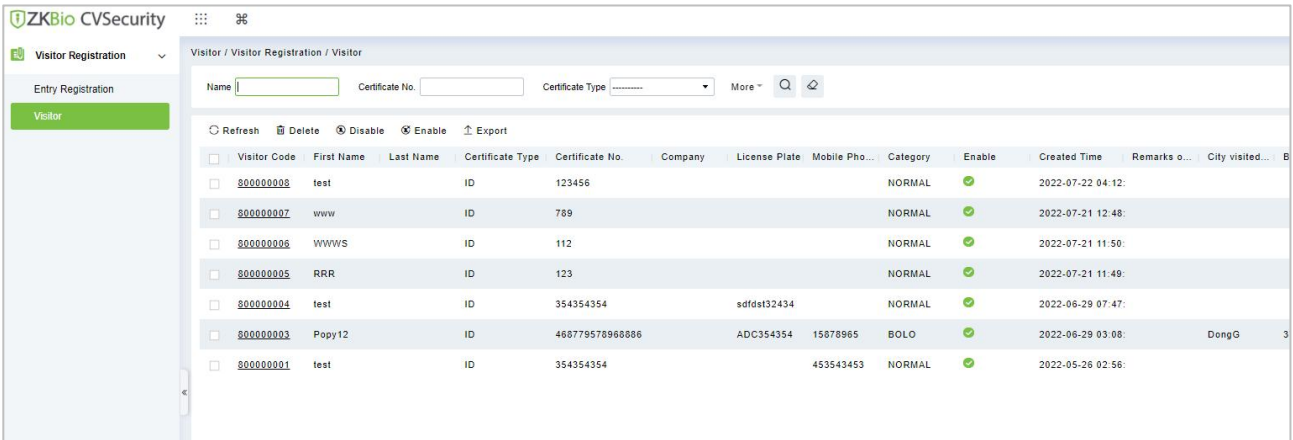 ZKBio CVSecurity
Visitor Registration
Entry Registration
Visitor
Visitor / Visitor Registration / Visitor
Name Certificate No. Certificate Type ---------- More
Refresh Delete Disable Enable Export
Visitor Code First Name Last Name Certificate Type Certificate No. Company License Plate Mobile Pho... Category Enable Created Time Remarks o... City visited... B
800000008 test ID 123456 NORMAL 2022-07-22 04:12:
800000007 www ID 789 NORMAL 2022-07-21 12:48:
800000006 WWWS ID 112 NORMAL 2022-07-21 11:50:
800000005 RRR ID 123 NORMAL 2022-07-21 11:49:
800000004 test ID 354354354 sdfdst32434 NORMAL 2022-06-29 07:47:
800000003 Popy12 ID 468779578968886 ADC354354 15878965 BOLO 2022-06-29 03:08: DongG 3
800000001 test ID 354354354 453543453 NORMAL 2022-05-26 02:56: